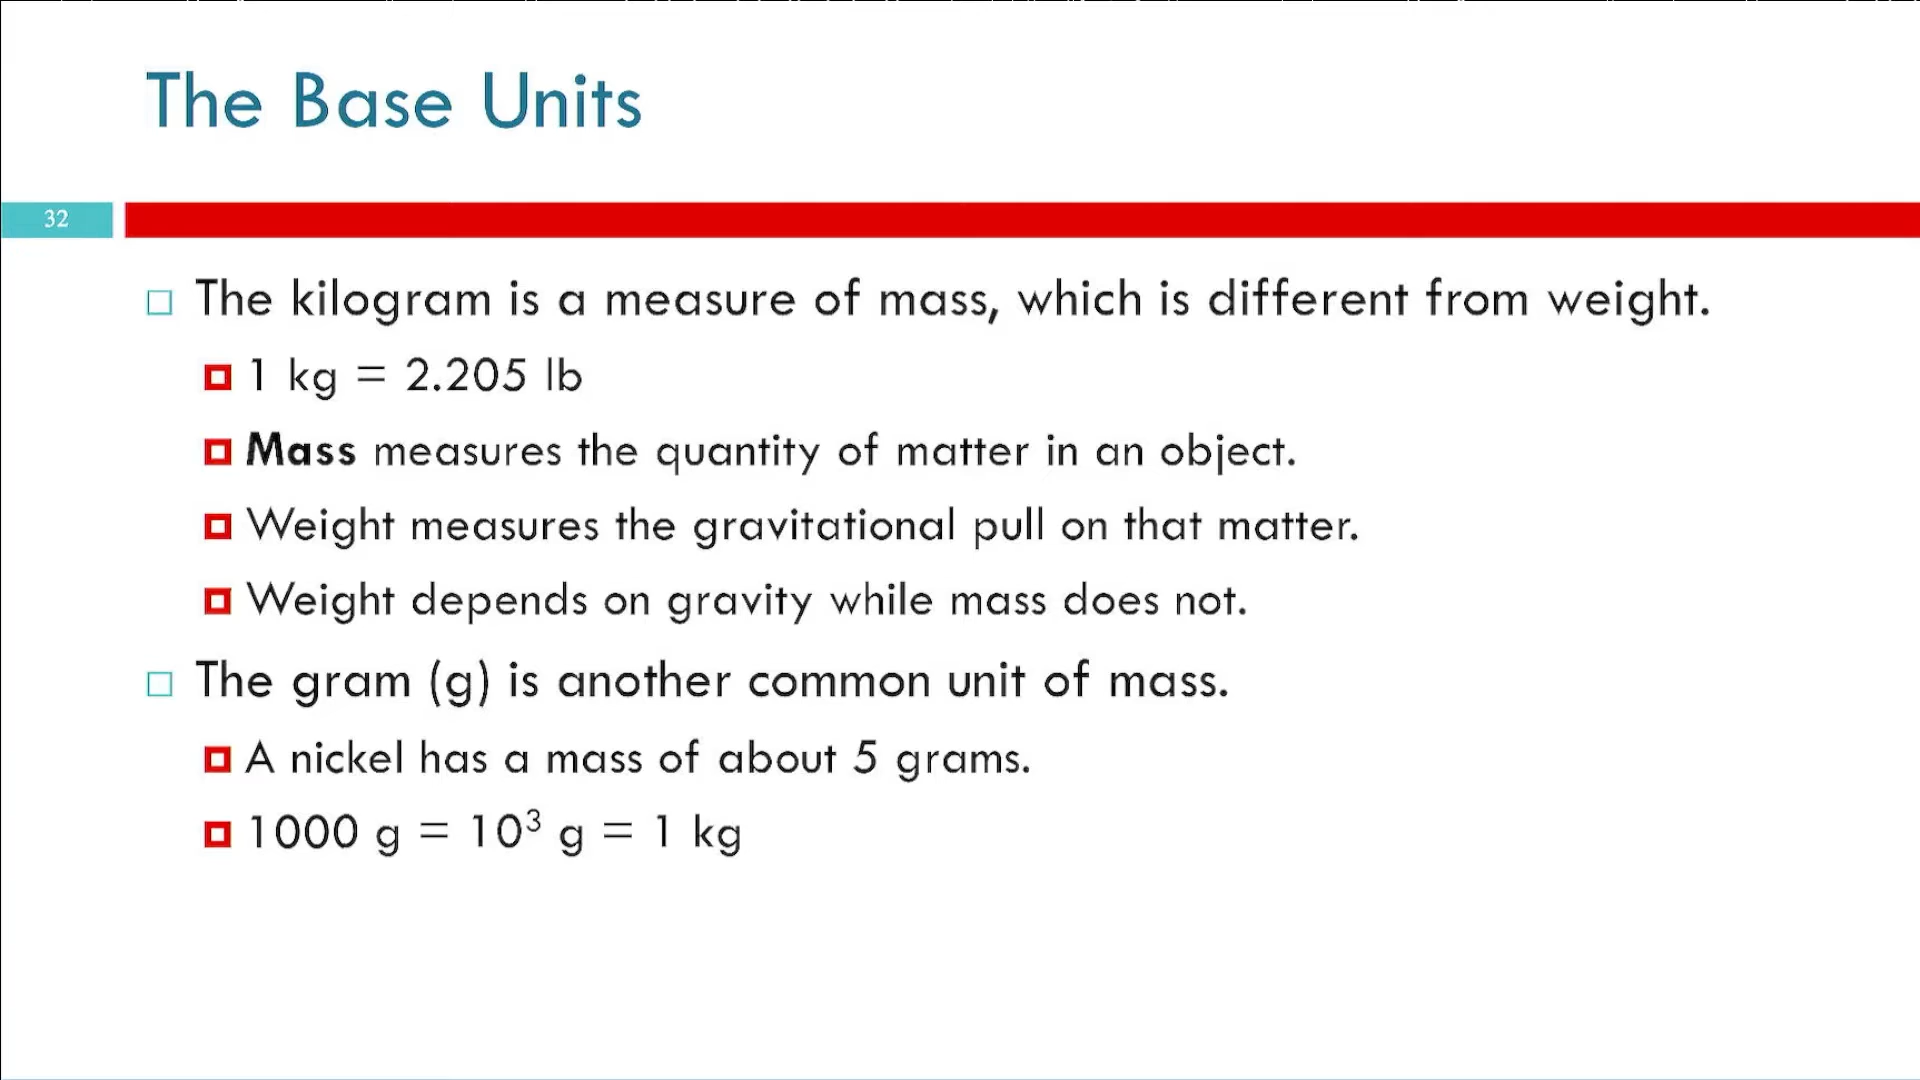 The Base Units
32
The kilogram is a measure of mass, which is different from weight.
1 kg = 2.205 lb
Mass measures the quantity of matter in an object.
Weight measures the gravitational pull on that matter.
Weight depends on gravity while mass does not.
The gram (g) is another common unit of mass.
A nickel has a mass of about 5 grams.
1000 g = 10³ g = 1 kg